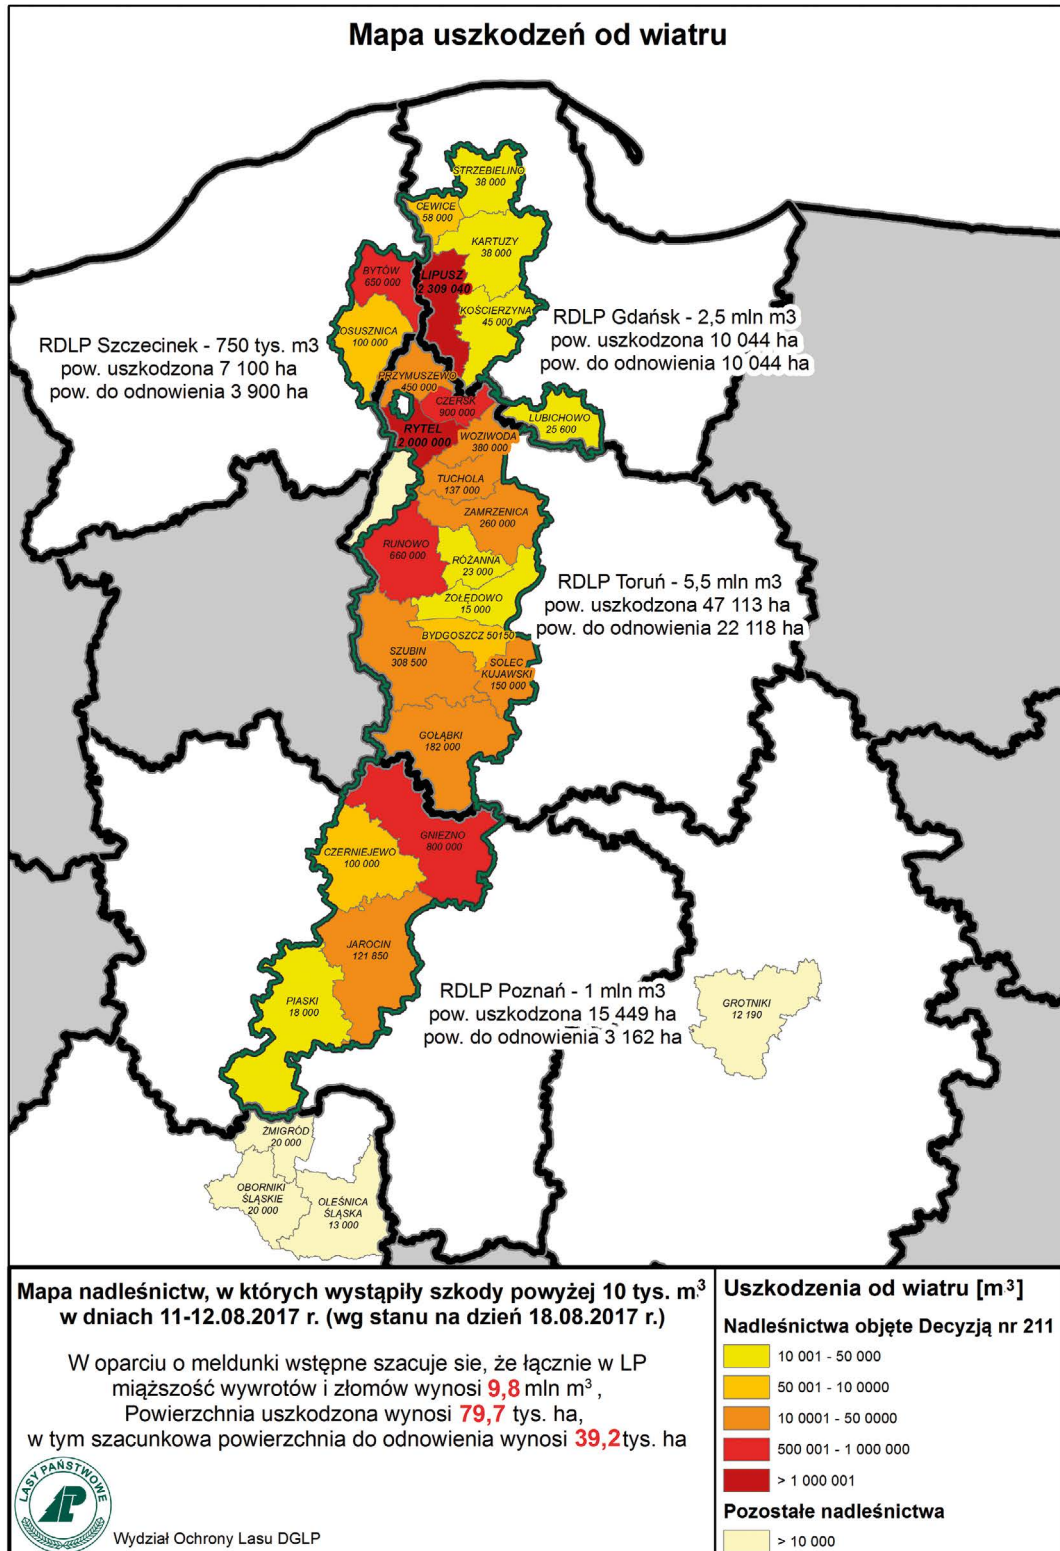 Mapa uszkodzeń od wiatru
STRZEBIELINO
38 000
CEWICE
58 000
KARTUZY
38 000
BYTÓW
650 000
LIPUSZ
2 309 040
KOŚCIERZYNA
45 000
OSUSZNICA
100 000
RDLP Szczecinek - 750 tys. m3
pow. uszkodzona 7 100 ha
pow. do odnowienia 3 900 ha
RDLP Gdańsk - 2,5 mln m3
pow. uszkodzona 10 044 ha
pow. do odnowienia 10 044 ha
PRZYMUSZEWO
450 000
CZERSK
900 000
LUBICHOWO
25 600
RYTEL
2 000 000
WOZIWODA
380 000
TUCHOLA
137 000
ZAMRZENICA
260 000
RUNOWO
660 000
RÓŻANNA
23 000
ŻOŁĘDOWO
15 000
RDLP Toruń - 5,5 mln m3
pow. uszkodzona 47 113 ha
pow. do odnowienia 22 118 ha
BYDGOSZCZ 50150
SZUBIN
308 500
SOLEC
KUJAWSKI
150 000
GOŁĄBKI
182 000
GNIEZNO
800 000
CZERNIEJEWO
100 000
JAROCIN
121 850
PIASKI
18 000
RDLP Poznań - 1 mln m3
pow. uszkodzona 15 449 ha
pow. do odnowienia 3 162 ha
GROTNIKI
12 190
ŻMIGRÓD
20 000
OBORNIKI
ŚLĄSKIE
20 000
OLEŚNICA
ŚLĄSKA
13 000
Mapa nadleśnictw, w których wystąpiły szkody powyżej 10 tys. m³
w dniach 11-12.08.2017 r. (wg stanu na dzień 18.08.2017 r.)
W oparciu o meldunki wstępne szacuje sie, że łącznie w LP
miąższość wywrotów i złomów wynosi 9,8 mln m³ ,
Powierzchnia uszkodzona wynosi 79,7 tys. ha,
w tym szacunkowa powierzchnia do odnowienia wynosi 39,2 tys. ha
LASY PAŃSTWOWE
Wydział Ochrony Lasu DGLP
Uszkodzenia od wiatru [m³]
Nadleśnictwa objęte Decyzją nr 211
10 001 - 50 000
50 001 - 10 0000
10 0001 - 50 0000
500 001 - 1 000 000
> 1 000 001
Pozostałe nadleśnictwa
> 10 000